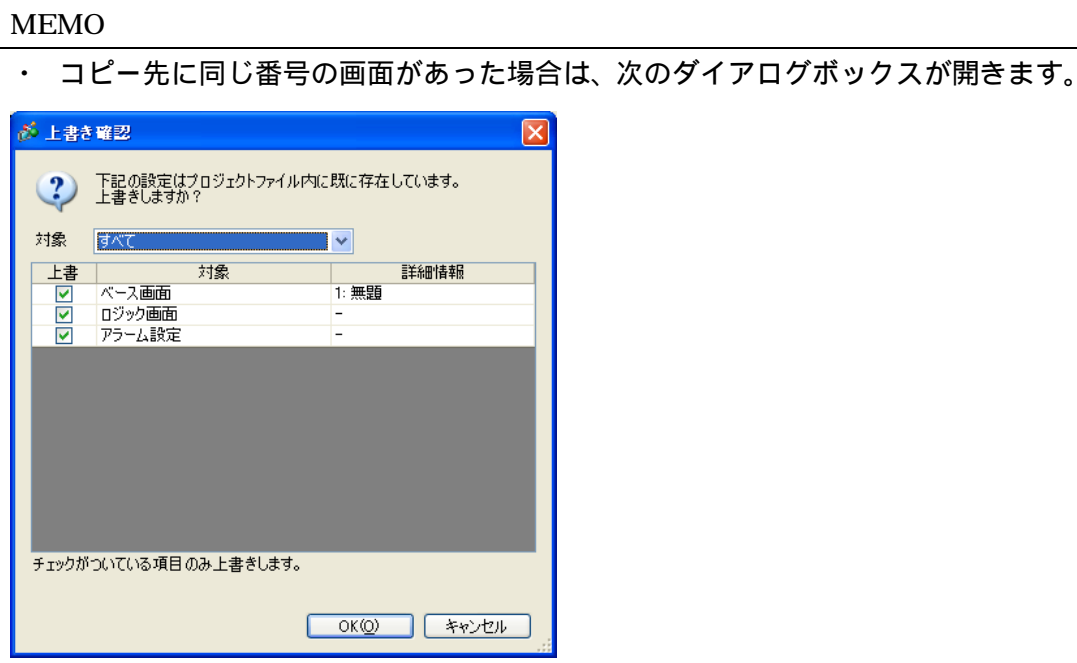 MEMO
・ コピー先に同じ番号の画面があった場合は、次のダイアログボックスが開きます。
上書き確認
下記の設定はプロジェクトファイル内に既に存在しています。
上書きしますか？
対象 すべて
上書 対象 詳細情報
ベース画面 1: 無題
ロジック画面 -
アラーム設定 -
チェックがついている項目のみ上書きします。
OK(O) キャンセル